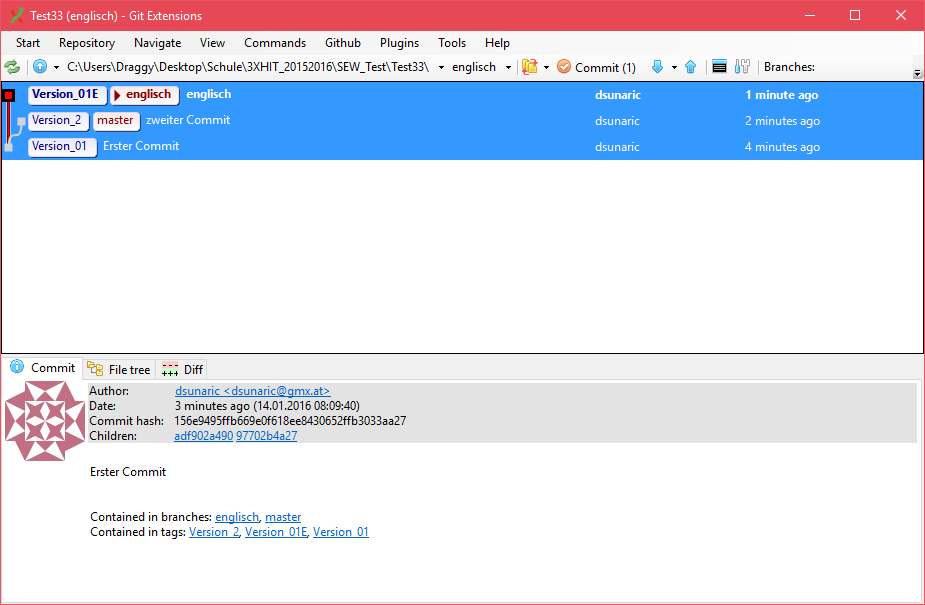 Test33 (englisch) - Git Extensions
Start Repository Navigate View Commands Github Plugins Tools Help
C:\Users\Draggy\Desktop\Schule\3XHIT_20152016\SEW_Test\Test33\ englisch Commit (1) Branches:
Version_01E englisch englisch dsunaric 1 minute ago
Version_2 master zweiter Commit dsunaric 2 minutes ago
Version_01 Erster Commit dsunaric 4 minutes ago
Commit File tree Diff
Author: dsunaric <dsunaric@gmx.at>
Date: 3 minutes ago (14.01.2016 08:09:40)
Commit hash: 156e9495ffb669e0f618ee8430652ffb3033aa27
Children: adf902a490 97702b4a27
Erster Commit
Contained in branches: englisch, master
Contained in tags: Version_2, Version_01E, Version_01